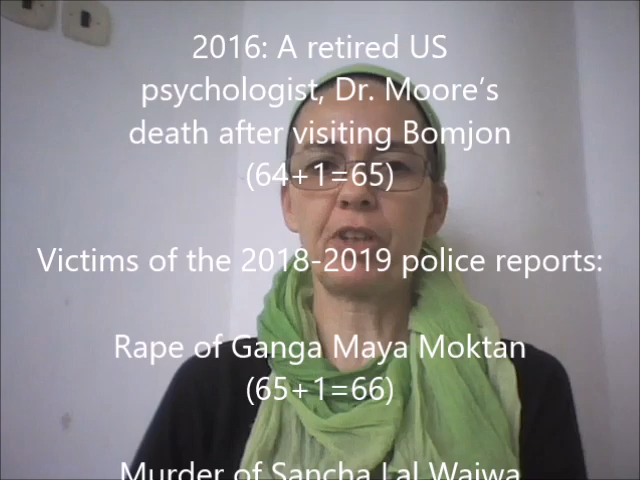 2016: A retired US
psychologist, Dr. Moore's
death after visiting Bomjon
(64+1=65)
Victims of the 2018-2019 police reports:
Rape of Ganga Maya Moktan
(65+1=66)
Murder of Sancha Lal Waiwa